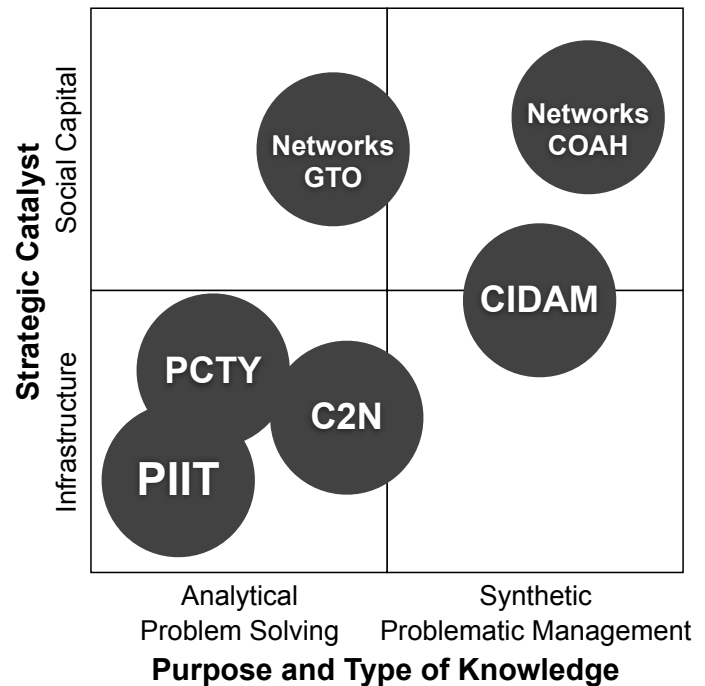 Strategic Catalyst
Social Capital
Infrastructure
Networks
GTO
Networks
COAH
CIDAM
PCTY
C2N
PIIT
Analytical
Problem Solving
Synthetic
Problematic Management
Purpose and Type of Knowledge